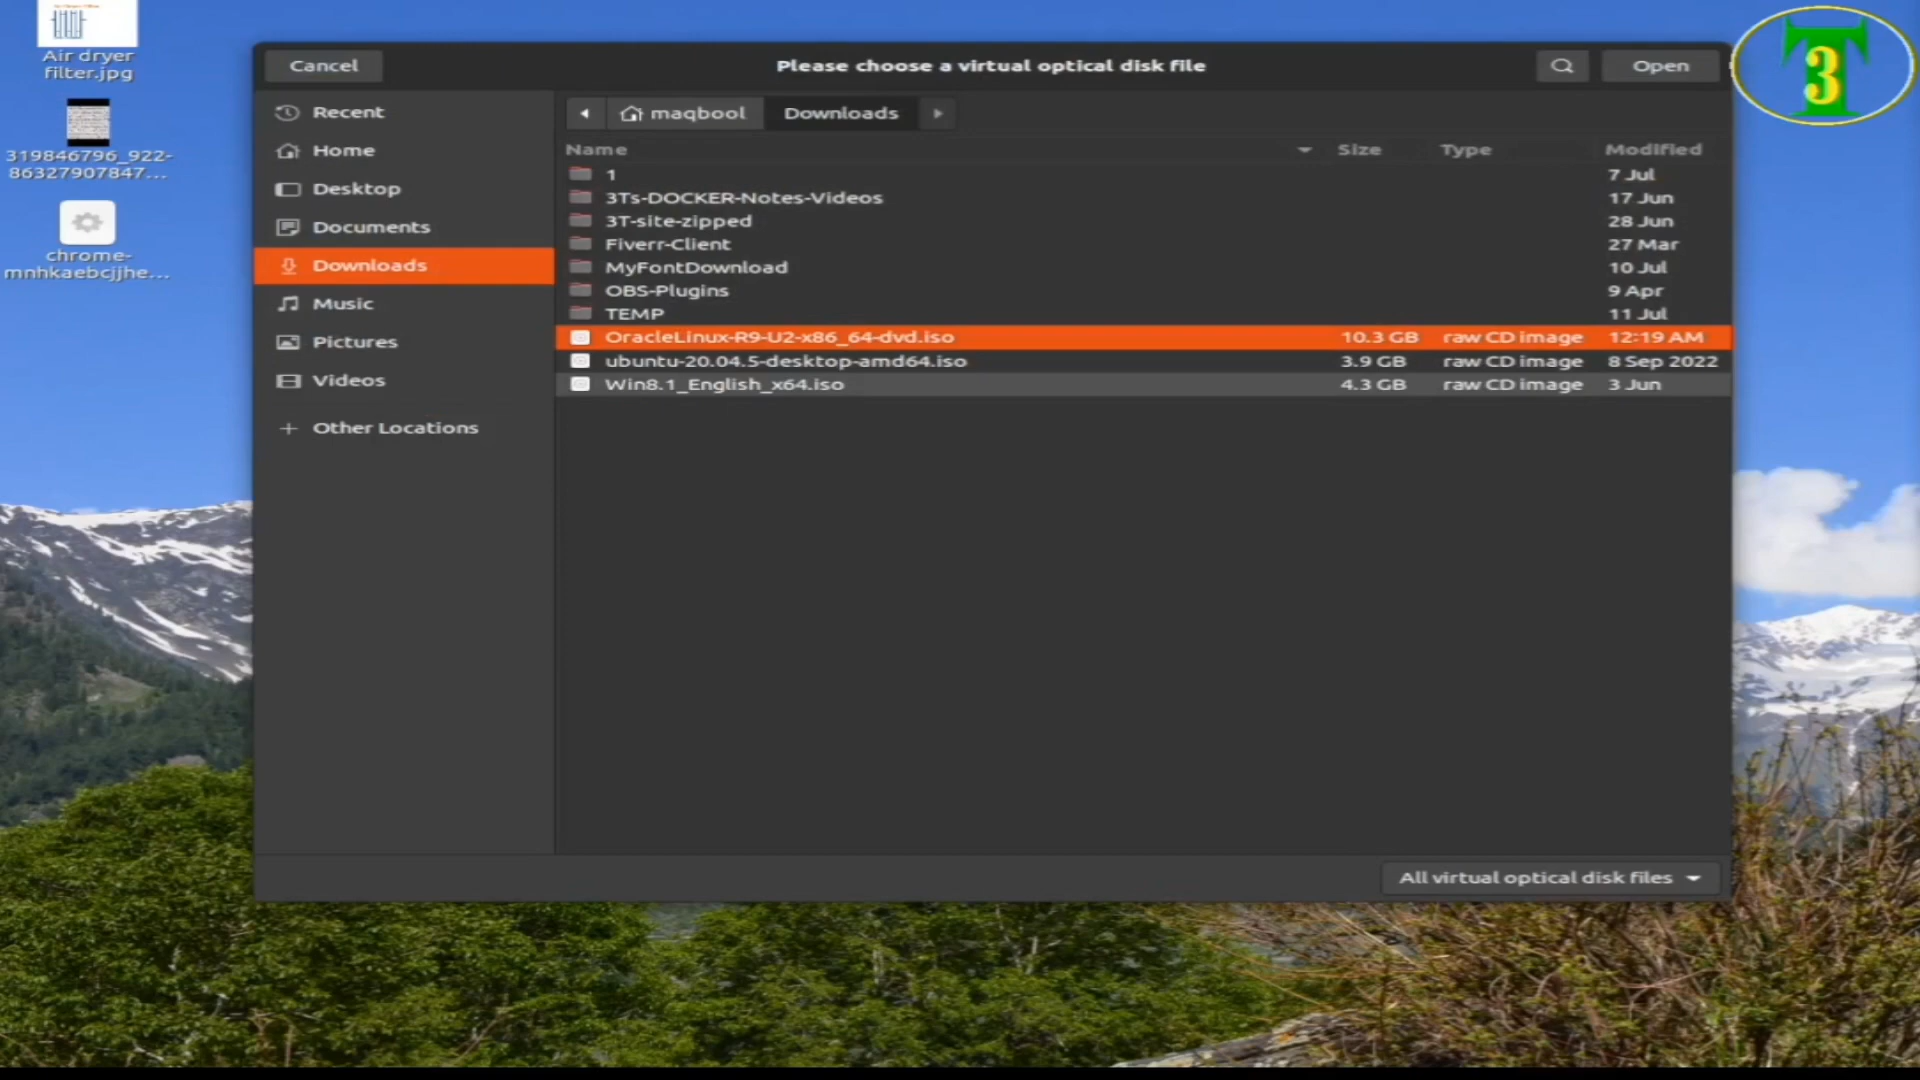 Air dryer
filter.jpg
319846796_922-
86327907847...
chrome-
mnhkaebcjjhe...
Cancel
Please choose a virtual optical disk file
Open
T
3
Recent
Home
Desktop
Documents
Downloads
Music
Pictures
Videos
Other Locations
maqbool
Downloads
Name Size Type Modified
1 7 Jul
3Ts-DOCKER-Notes-Videos 17 Jun
3T-site-zipped 28 Jun
Fiverr-Client 27 Mar
MyFontDownload 10 Jul
OBS-Plugins 9 Apr
TEMP 11 Jul
OracleLinux-R9-U2-x86_64-dvd.iso 10.3 GB raw CD image 12:19 AM
ubuntu-20.04.5-desktop-amd64.iso 3.9 GB raw CD image 8 Sep 2022
Win8.1_English_x64.iso 4.3 GB raw CD image 3 Jun
All virtual optical disk files